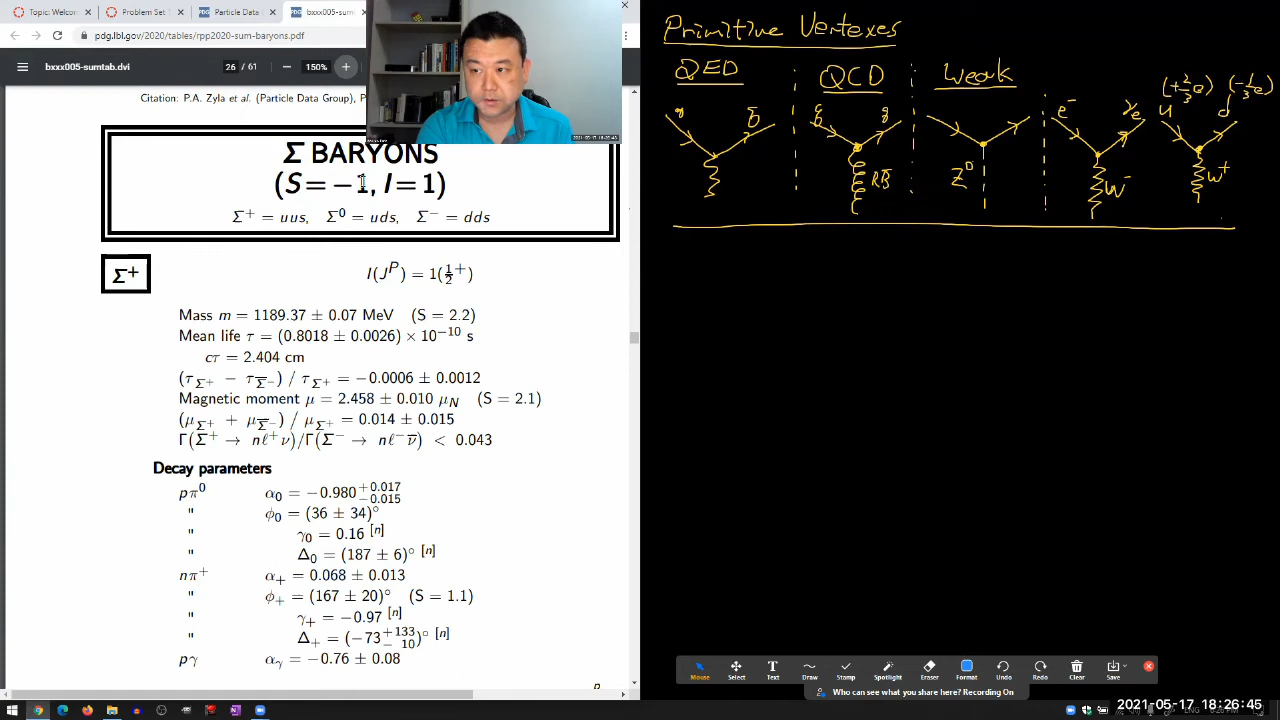 Topic: Welcom
Problem Set
Particle Data
bxxx005-sumta
pdg.lbl.gov/2020/tables/rpp2020-sum-baryons.pdf
bxxx005-sumtab.dvi
26 / 61
150%
Citation: P.A. Zyla et al. (Particle Data Group), P
Σ BARYONS
(S = −1, I = 1)
Σ⁺ = uus, Σ⁰ = uds, Σ⁻ = dds
Σ⁺
I(J^P) = 1(½⁺)
Mass m = 1189.37 ± 0.07 MeV (S = 2.2)
Mean life τ = (0.8018 ± 0.0026) × 10⁻¹⁰ s
cτ = 2.404 cm
(τ_Σ⁺ − τ_Σ̄⁻) / τ_Σ⁺ = −0.0006 ± 0.0012
Magnetic moment μ = 2.458 ± 0.010 μ_N (S = 2.1)
(μ_Σ⁺ + μ_Σ̄⁻) / μ_Σ⁺ = 0.014 ± 0.015
Γ(Σ⁺ → nℓ⁺ν)/Γ(Σ⁻ → nℓ⁻ν̄) < 0.043
Decay parameters
pπ⁰ α₀ = −0.980 +0.017 −0.015
" φ₀ = (36 ± 34)°
" γ₀ = 0.16 [n]
" Δ₀ = (187 ± 6)° [n]
nπ⁺ α₊ = 0.068 ± 0.013
" φ₊ = (167 ± 20)° (S = 1.1)
" γ₊ = −0.97 [n]
" Δ₊ = (−73 +133 −10)° [n]
pγ α_γ = −0.76 ± 0.08
Primitive Vertexes
QED
QCD
Weak
(+⅔e) (−⅓e)
e⁻ νₑ u d
RB̄
Z⁰
W⁻
W⁺
Mouse
Select
Text
Draw
Stamp
Spotlight
Eraser
Format
Undo
Redo
Clear
Save
Who can see what you share here? Recording On
2021-05-17 18:26:45